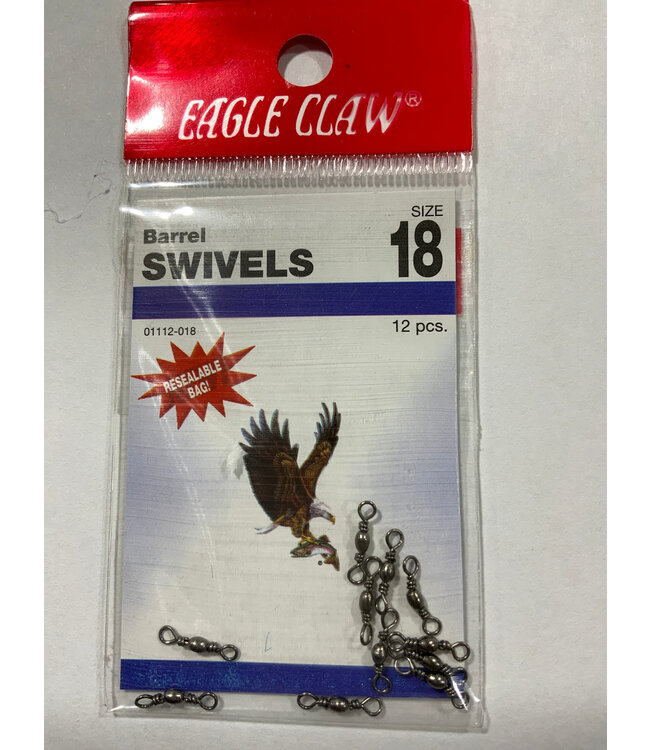 EAGLE CLAW®
SIZE
Barrel
SWIVELS
18
01112-018
12 pcs.
RESEALABLE
BAG!